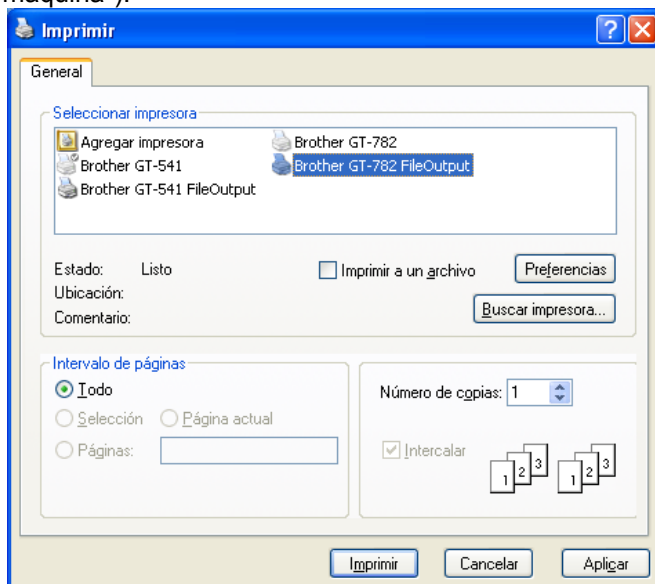 máquina").
Imprimir
General
Seleccionar impresora
Agregar impresora Brother GT-782
Brother GT-541 Brother GT-782 FileOutput
Brother GT-541 FileOutput
Estado: Listo Imprimir a un archivo Preferencias
Ubicación:
Comentario: Buscar impresora...
Intervalo de páginas
Todo Número de copias: 1
Selección Página actual
Páginas: Intercalar
1 2 3 1 2 3
Imprimir Cancelar Aplicar